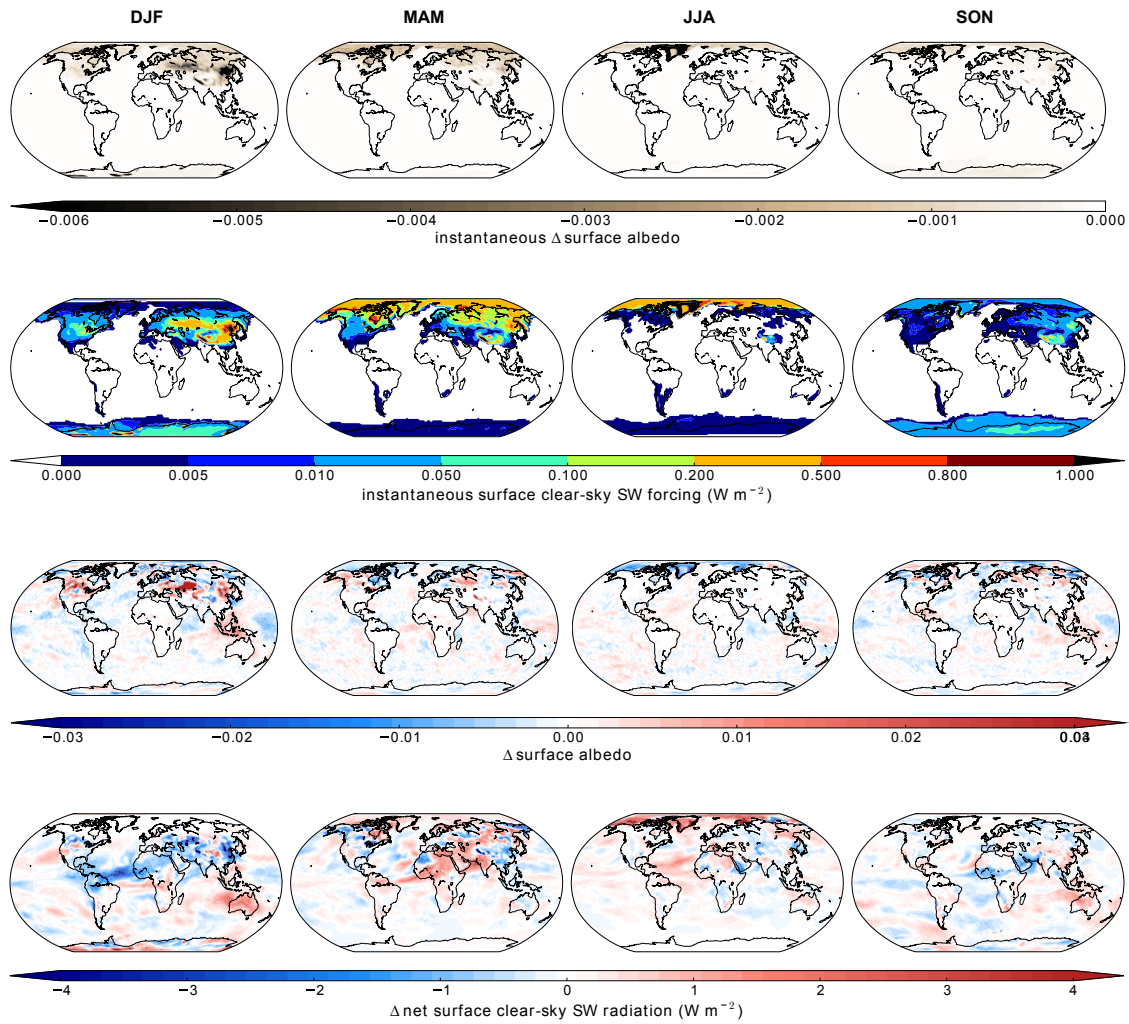 DJF MAM JJA SON
−0.006 −0.005 −0.004 −0.003 −0.002 −0.001 0.000
instantaneous Δ surface albedo
0.000 0.005 0.010 0.050 0.100 0.200 0.500 0.800 1.000
instantaneous surface clear-sky SW forcing (W m⁻²)
−0.03 −0.02 −0.01 0.00 0.01 0.02
Δ surface albedo
−4 −3 −2 −1 0 1 2 3 4
Δ net surface clear-sky SW radiation (W m⁻²)